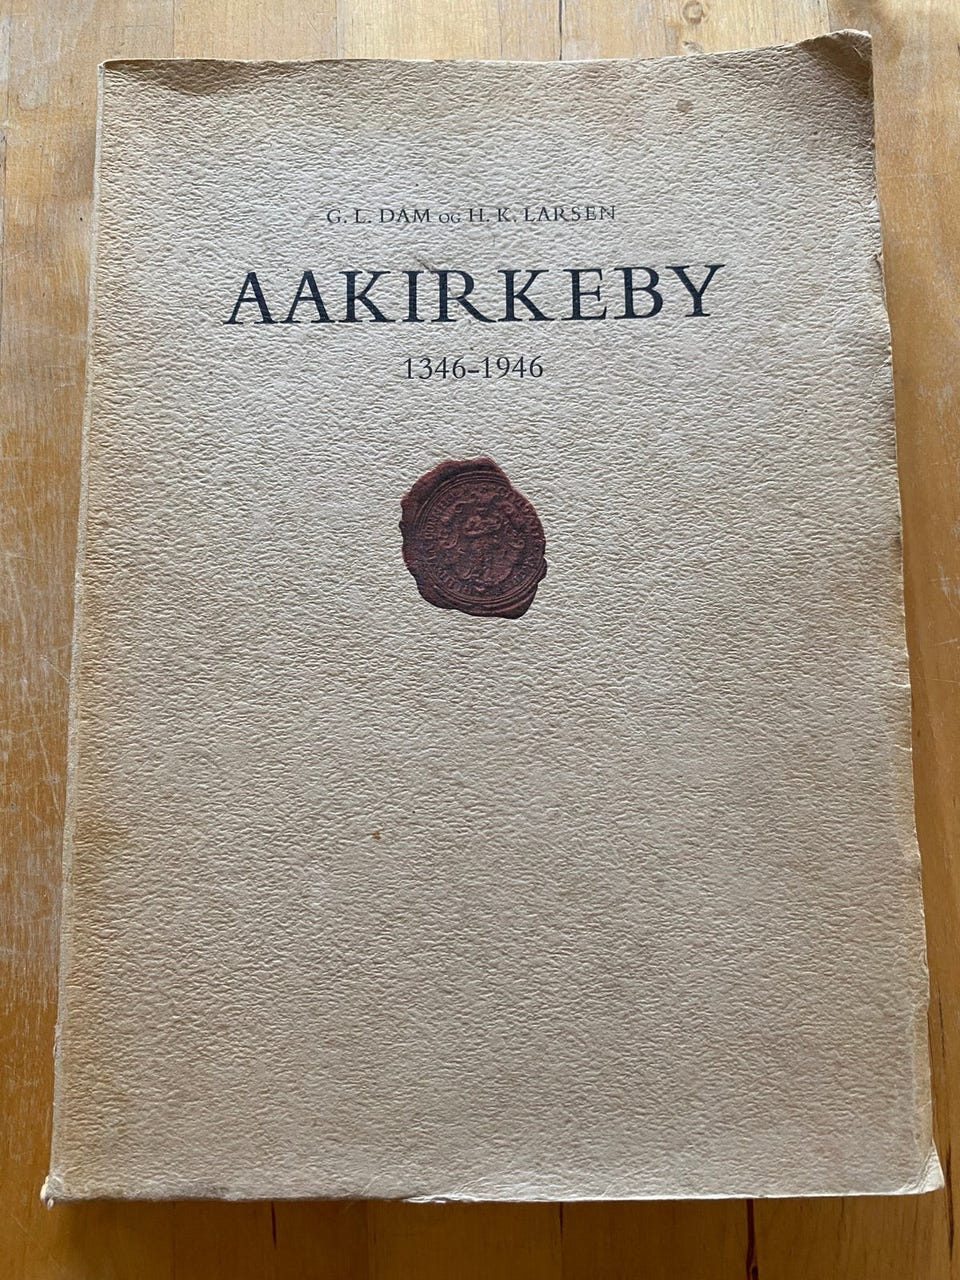 G. L. DAM OG H. K. LARSEN
AAKIRKEBY
1346-1946